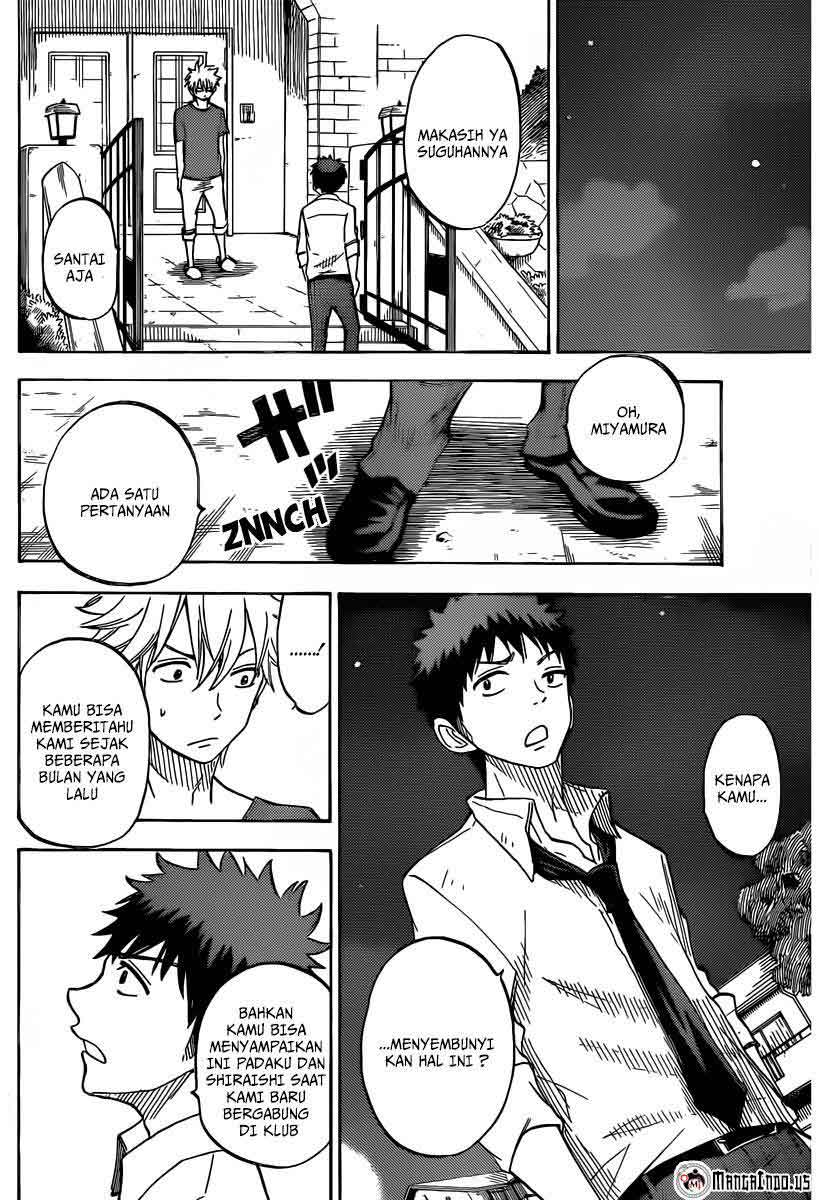 MAKASIH YA
SUGUHANNYA
SANTAI
AJA
OH,
MIYAMURA
ザッ
ZNNCH
ADA SATU
PERTANYAAN
KENAPA
KAMU...
...MENYEMBUNYI
KAN HAL INI ?
........!
KAMU BISA
MEMBERITAHU
KAMI SEJAK
BEBERAPA
BULAN YANG
LALU
BAHKAN
KAMU BISA
MENYAMPAIKAN
INI PADAKU DAN
SHIRAISHI SAAT
KAMI BARU
BERGABUNG
DI KLUB
MangaIndo.us